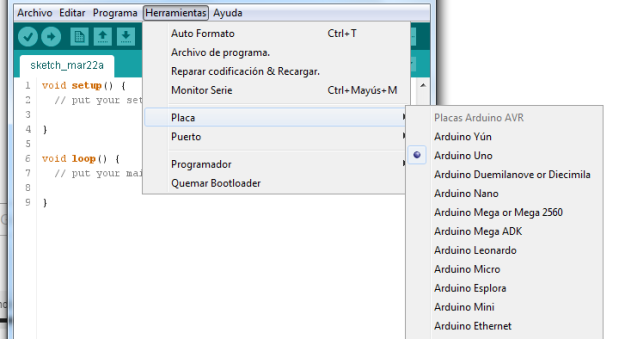 Archivo Editar Programa Herramientas Ayuda
sketch_mar22a
1 void setup() {
2 // put your set
3
4 }
5
6 void loop() {
7 // put your mai
8
9 }
Auto Formato Ctrl+T
Archivo de programa.
Reparar codificación & Recargar.
Monitor Serie Ctrl+Mayús+M
Placa
Puerto
Programador
Quemar Bootloader
Placas Arduino AVR
Arduino Yún
Arduino Uno
Arduino Duemilanove or Diecimila
Arduino Nano
Arduino Mega or Mega 2560
Arduino Mega ADK
Arduino Leonardo
Arduino Micro
Arduino Esplora
Arduino Mini
Arduino Ethernet